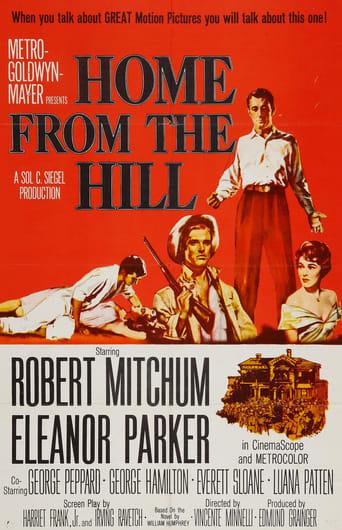 When you talk about GREAT Motion Pictures you will talk about this one!
METRO-
GOLDWYN-
MAYER
PRESENTS
HOME
FROM THE
HILL
A SOL C. SIEGEL
PRODUCTION
Starring
ROBERT MITCHUM
ELEANOR PARKER
in CinemaScope
and METROCOLOR
Co-
Starring GEORGE PEPPARD · GEORGE HAMILTON · EVERETT SLOANE · LUANA PATTEN
Screen Play by
HARRIET FRANK, Jr. and IRVING RAVETCH
Based On the
Novel by
WILLIAM HUMPHREY
Directed by
VINCENTE MINNELLI
Produced by
EDMUND GRAINGER